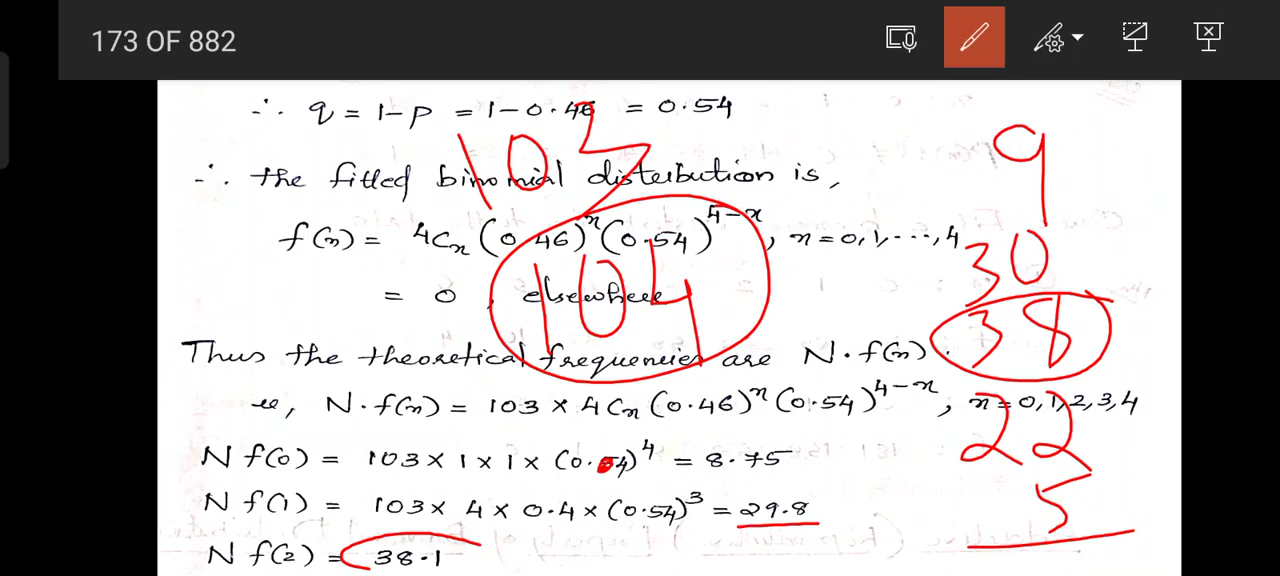 173 OF 882
∴ q = 1-p = 1-0.46 = 0.54
103
9
∴ the fitted binomial distribution is,
f(x) = 4Cx (0.46)^x (0.54)^4-x, x = 0,1,...,4
30
= 0, elsewhere
104
38
Thus the theoretical frequencies are N.f(x).
ie, N.f(x) = 103 × 4Cx (0.46)^x (0.54)^4-x, x = 0,1,2,3,4
22
N f(0) = 103 × 1 × 1 × (0.54)^4 = 8.75
N f(1) = 103 × 4 × 0.4 × (0.54)^3 = 29.8
5
N f(2) = 38.1